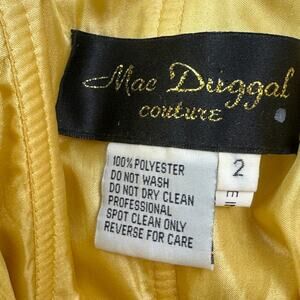 Mac Duggal
couture
100% POLYESTER
DO NOT WASH
DO NOT DRY CLEAN
PROFESSIONAL
SPOT CLEAN ONLY
REVERSE FOR CARE
2